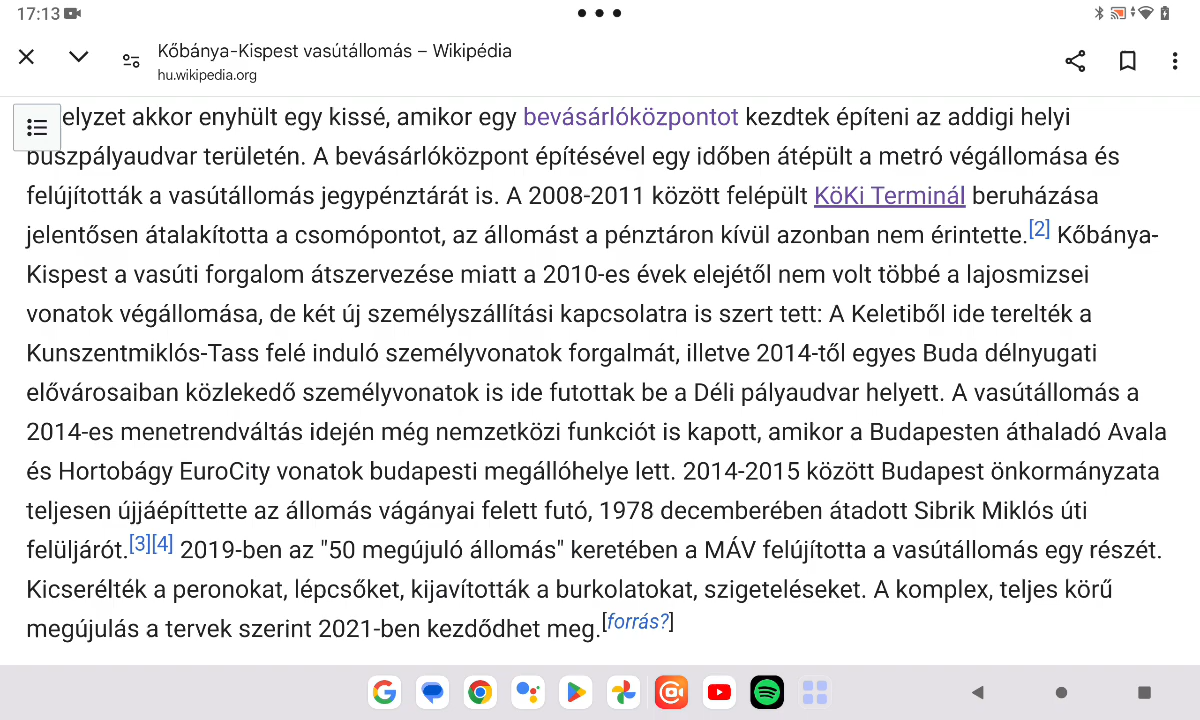 17:13
Kőbánya-Kispest vasútállomás – Wikipédia
hu.wikipedia.org
elyzet akkor enyhült egy kissé, amikor egy bevásárlóközpontot kezdtek építeni az addigi helyi
buszpályaudvar területén. A bevásárlóközpont építésével egy időben átépült a metró végállomása és
felújították a vasútállomás jegypénztárát is. A 2008-2011 között felépült KöKi Terminál beruházása
jelentősen átalakította a csomópontot, az állomást a pénztáron kívül azonban nem érintette.[2] Kőbánya-
Kispest a vasúti forgalom átszervezése miatt a 2010-es évek elejétől nem volt többé a lajosmizsei
vonatok végállomása, de két új személyszállítási kapcsolatra is szert tett: A Keletiből ide terelték a
Kunszentmiklós-Tass felé induló személyvonatok forgalmát, illetve 2014-től egyes Buda délnyugati
elővárosaiban közlekedő személyvonatok is ide futottak be a Déli pályaudvar helyett. A vasútállomás a
2014-es menetrendváltás idején még nemzetközi funkciót is kapott, amikor a Budapesten áthaladó Avala
és Hortobágy EuroCity vonatok budapesti megállóhelye lett. 2014-2015 között Budapest önkormányzata
teljesen újjáépíttette az állomás vágányai felett futó, 1978 decemberében átadott Sibrik Miklós úti
felüljárót.[3][4] 2019-ben az "50 megújuló állomás" keretében a MÁV felújította a vasútállomás egy részét.
Kicserélték a peronokat, lépcsőket, kijavították a burkolatokat, szigeteléseket. A komplex, teljes körű
megújulás a tervek szerint 2021-ben kezdődhet meg.[forrás?]